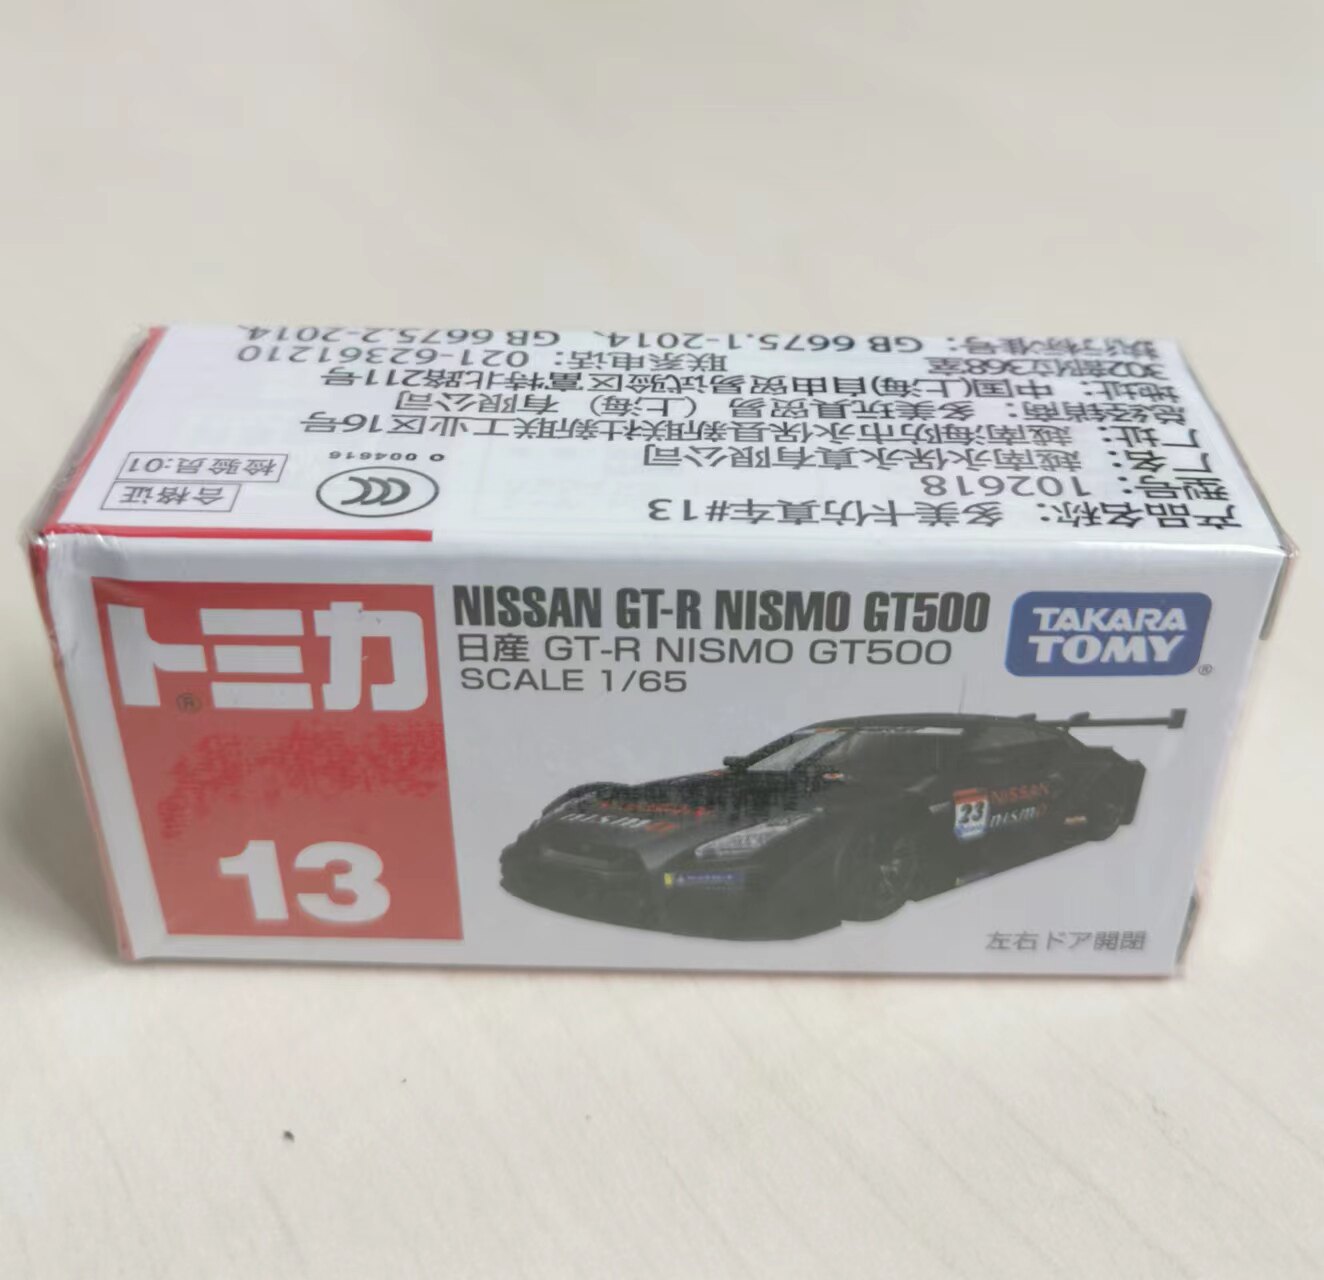 产品名称：多美卡仿真车#13
型号：102618
厂名：越南永保永真有限公司
厂址：越南海防市永保县新联社新联工业区16号
总经销商：多美玩具贸易（上海）有限公司
地址：中国(上海)自由贸易试验区富特北路211号
302部位368室 联系电话：021-62361210
执行标准号：GB 6675.1-2014、GB 6675.2-2014、
004616
合格证
检验员:01
トミカ
®
13
NISSAN GT-R NISMO GT500
日産 GT-R NISMO GT500
SCALE 1/65
TAKARA
TOMY
®
nismo
23
NISSAN
nismo
左右ドア開閉